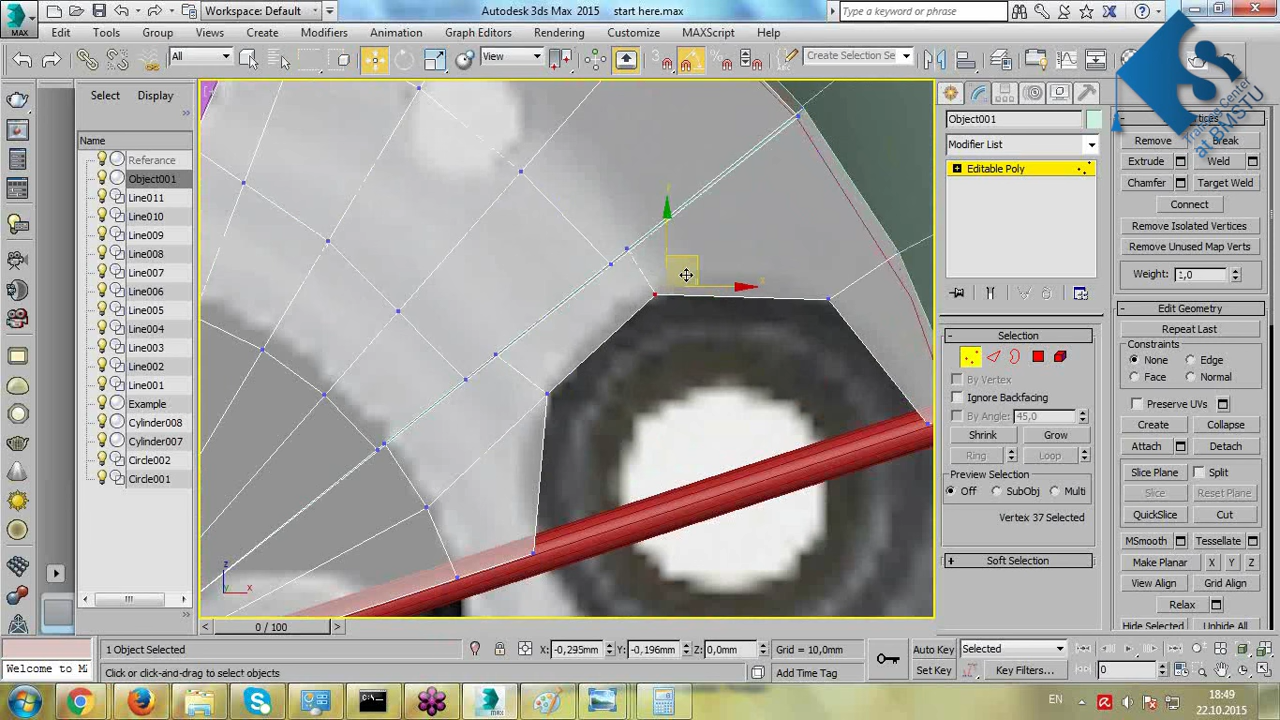 Workspace: Default
Autodesk 3ds Max 2015
start here.max
Type a keyword or phrase
MAX
Edit
Tools
Group
Views
Create
Modifiers
Animation
Graph Editors
Rendering
Customize
MAXScript
Help
All
View
3
Create Selection Se
Training Center
at BMSTU
Select
Display
Name
Referance
Object001
Line011
Line010
Line009
Line008
Line007
Line006
Line005
Line004
Line003
Line002
Line001
Example
Cylinder008
Cylinder007
Circle002
Circle001
Object001
Modifier List
Editable Poly
Selection
By Vertex
Ignore Backfacing
By Angle: 45,0
Shrink
Grow
Ring
Loop
Preview Selection
Off
SubObj
Multi
Vertex 37 Selected
Soft Selection
Remove
Break
Extrude
Weld
Chamfer
Target Weld
Connect
Remove Isolated Vertices
Remove Unused Map Verts
Weight: 1,0
Edit Geometry
Repeat Last
Constraints
None
Edge
Face
Normal
Preserve UVs
Create
Collapse
Attach
Detach
Slice Plane
Split
Slice
Reset Plane
QuickSlice
Cut
MSmooth
Tessellate
Make Planar
X
Y
Z
View Align
Grid Align
Relax
Hide Selected
Unhide All
z
x
0 / 100
Welcome to M
1 Object Selected
Click or click-and-drag to select objects
X: -0,295mm
Y: -0,196mm
Z: 0,0mm
Grid = 10,0mm
Add Time Tag
Auto Key
Selected
Set Key
Key Filters...
0
EN
18:49
22.10.2015